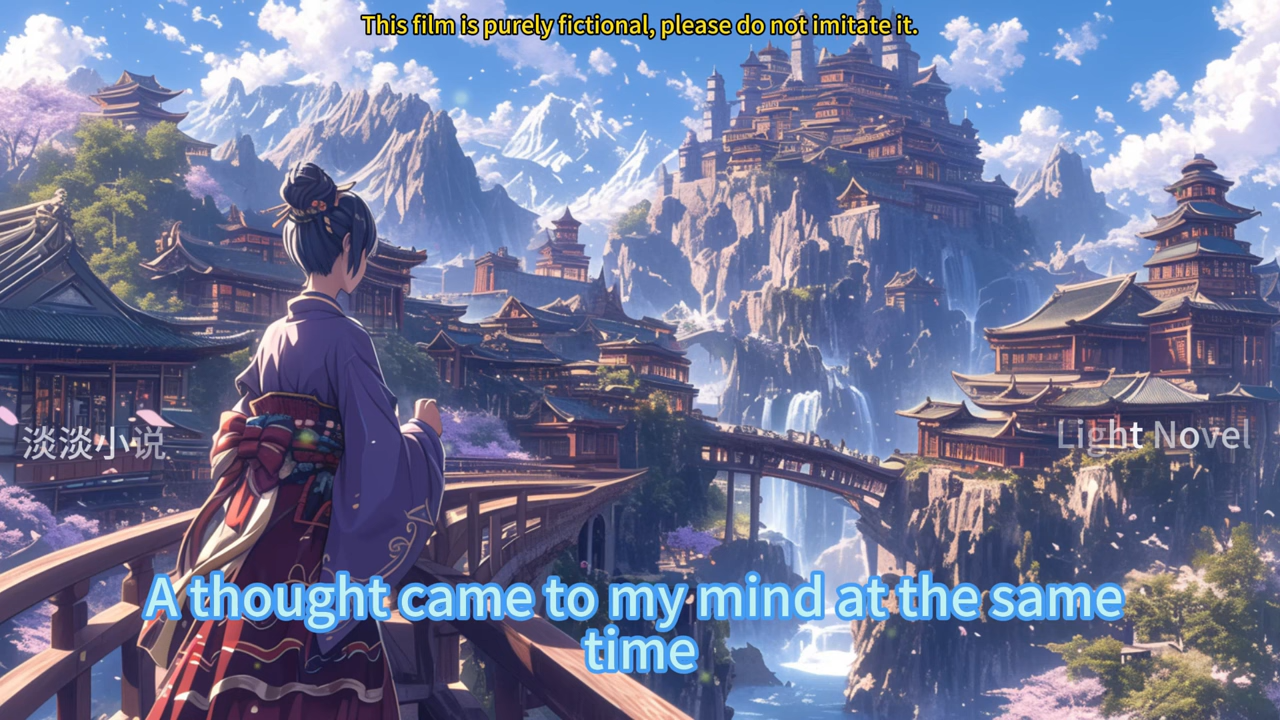 This film is purely fictional, please do not imitate it.
淡淡小说
Light Novel
A thought came to my mind at the same
time